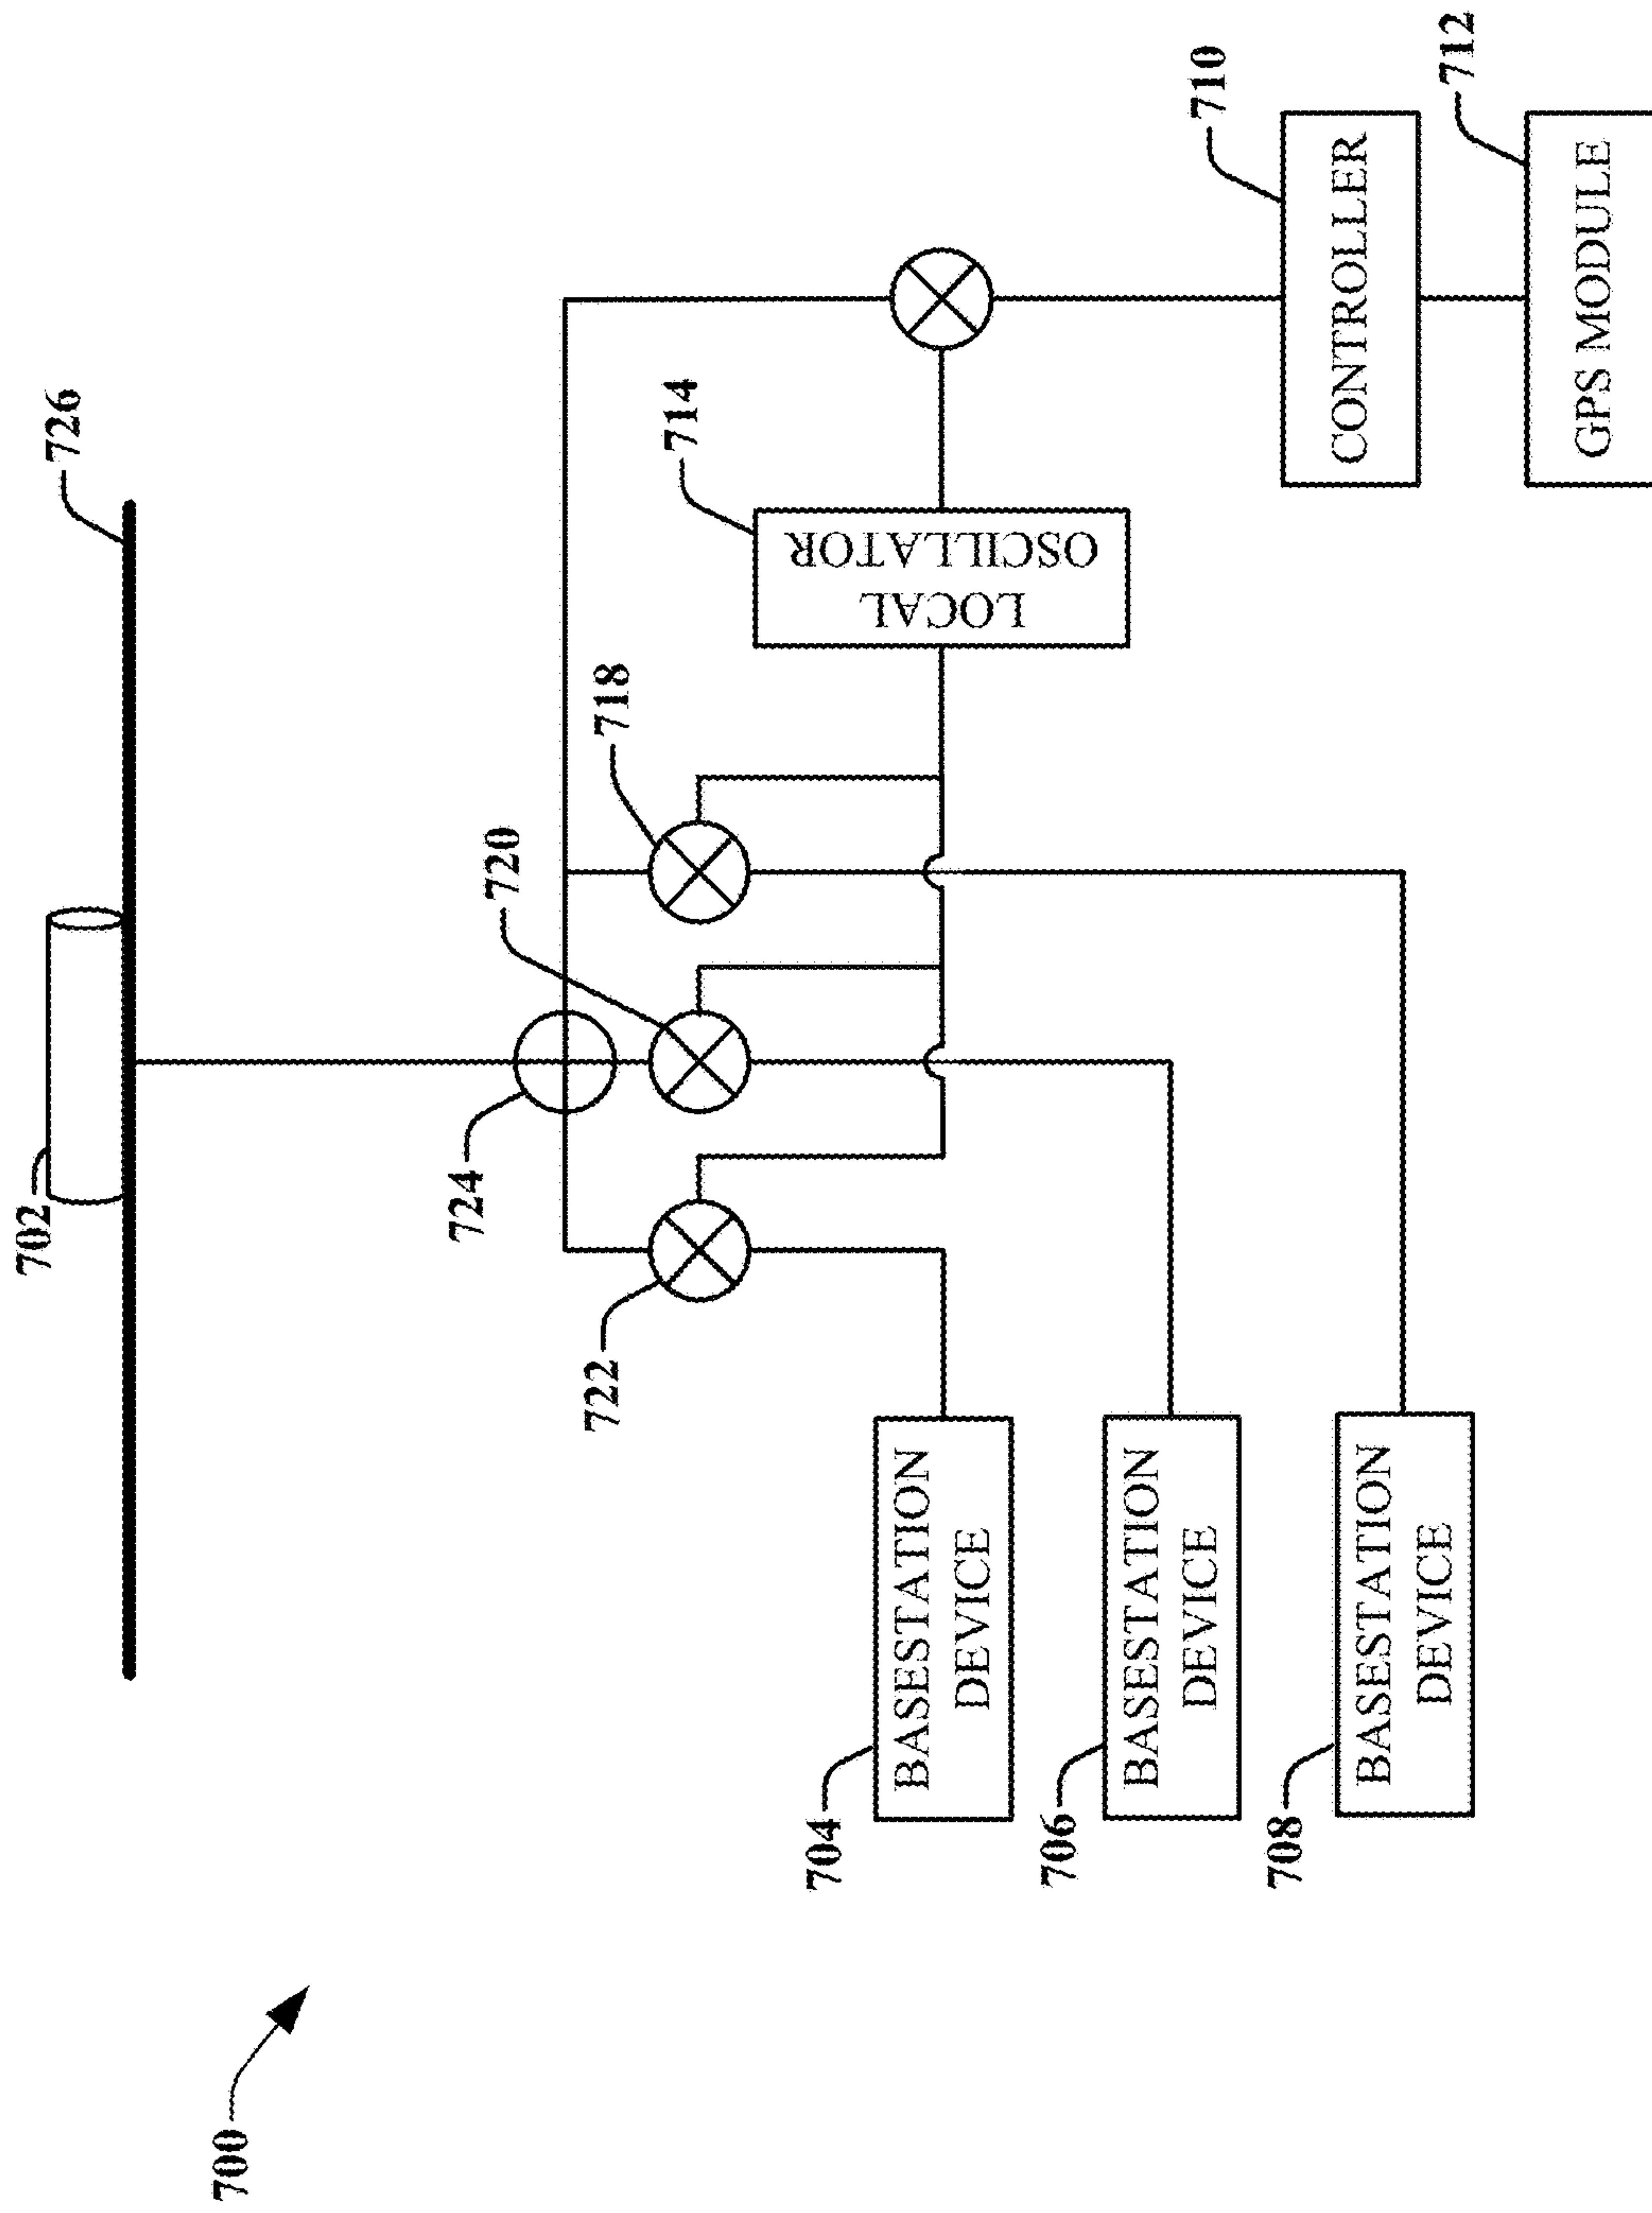 700
702
726
724
720
718
722
714
LOCAL
OSCILLATOR
710
CONTROLLER
712
GPS MODULE
704
BASESTATION
DEVICE
706
BASESTATION
DEVICE
708
BASESTATION
DEVICE